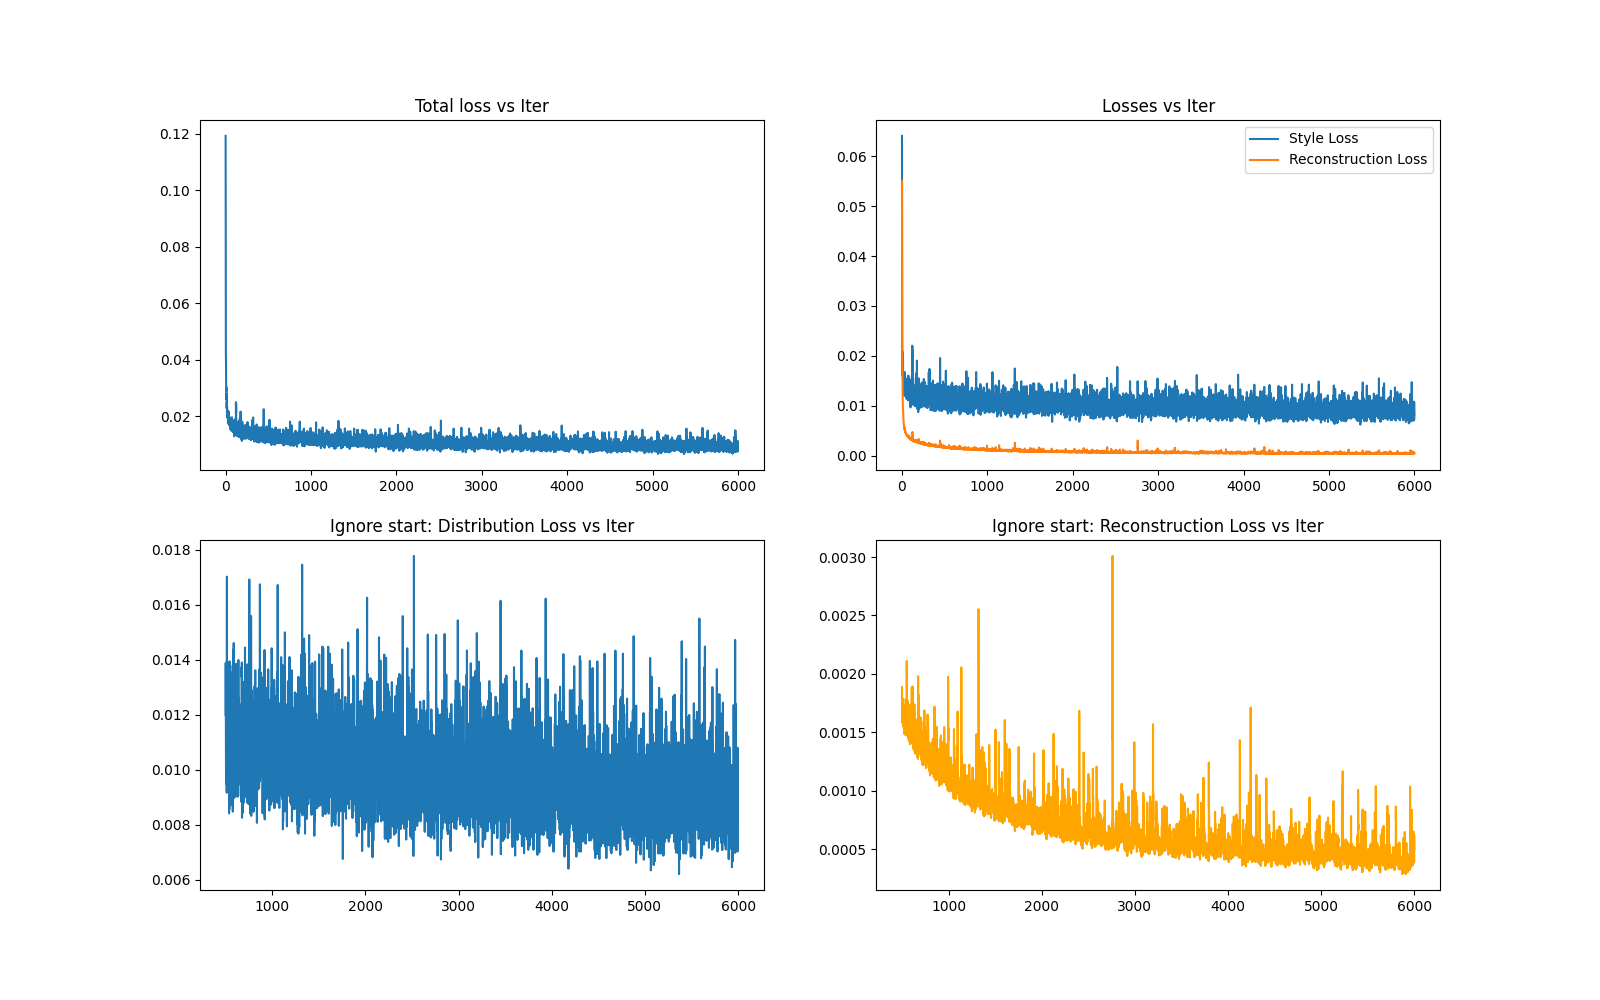 Total loss vs Iter
0.12
0.10
0.08
0.06
0.04
0.02
0 1000 2000 3000 4000 5000 6000
Losses vs Iter
Style Loss
Reconstruction Loss
0.06
0.05
0.04
0.03
0.02
0.01
0.00
0 1000 2000 3000 4000 5000 6000
Ignore start: Distribution Loss vs Iter
0.018
0.016
0.014
0.012
0.010
0.008
0.006
1000 2000 3000 4000 5000 6000
Ignore start: Reconstruction Loss vs Iter
0.0030
0.0025
0.0020
0.0015
0.0010
0.0005
1000 2000 3000 4000 5000 6000